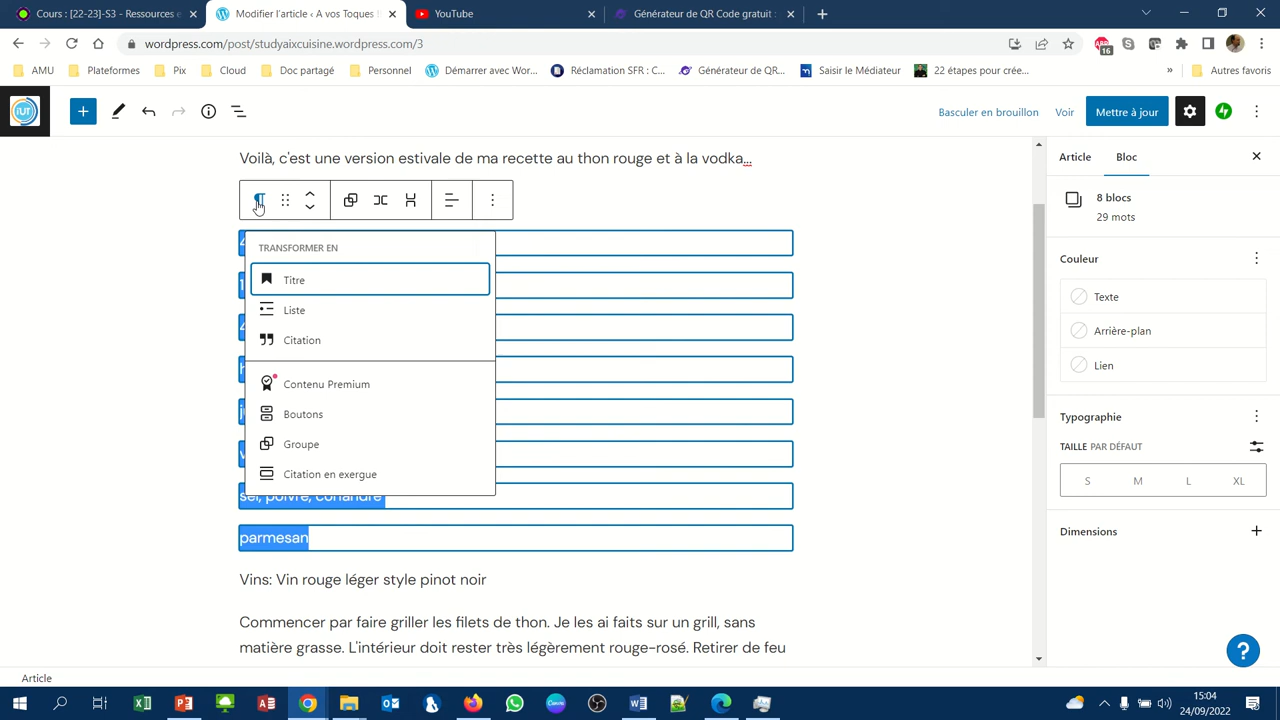 Cours : [22-23]-S3 - Ressources e
Modifier l'article ‹ A vos Toques
YouTube
Générateur de QR Code gratuit :
wordpress.com/post/studyaixcuisine.wordpress.com/3
16
AMU
Plateformes
Pix
Cloud
Doc partagé
Personnel
Démarrer avec Wor...
Réclamation SFR : C...
Générateur de QR...
Saisir le Médiateur
22 étapes pour crée...
»
Autres favoris
iUT
Basculer en brouillon
Voir
Mettre à jour
Voilà, c'est une version estivale de ma recette au thon rouge et à la vodka...
Article
Bloc
8 blocs
29 mots
TRANSFORMER EN
Titre
Liste
Citation
Contenu Premium
Boutons
Groupe
Citation en exergue
Couleur
Texte
Arrière-plan
Lien
Typographie
TAILLE PAR DÉFAUT
S M L XL
Dimensions
sel, poivre, coriandre
parmesan
Vins: Vin rouge léger style pinot noir
Commencer par faire griller les filets de thon. Je les ai faits sur un grill, sans
matière grasse. L'intérieur doit rester très légèrement rouge-rosé. Retirer de feu
?
Article
15:04
24/09/2022